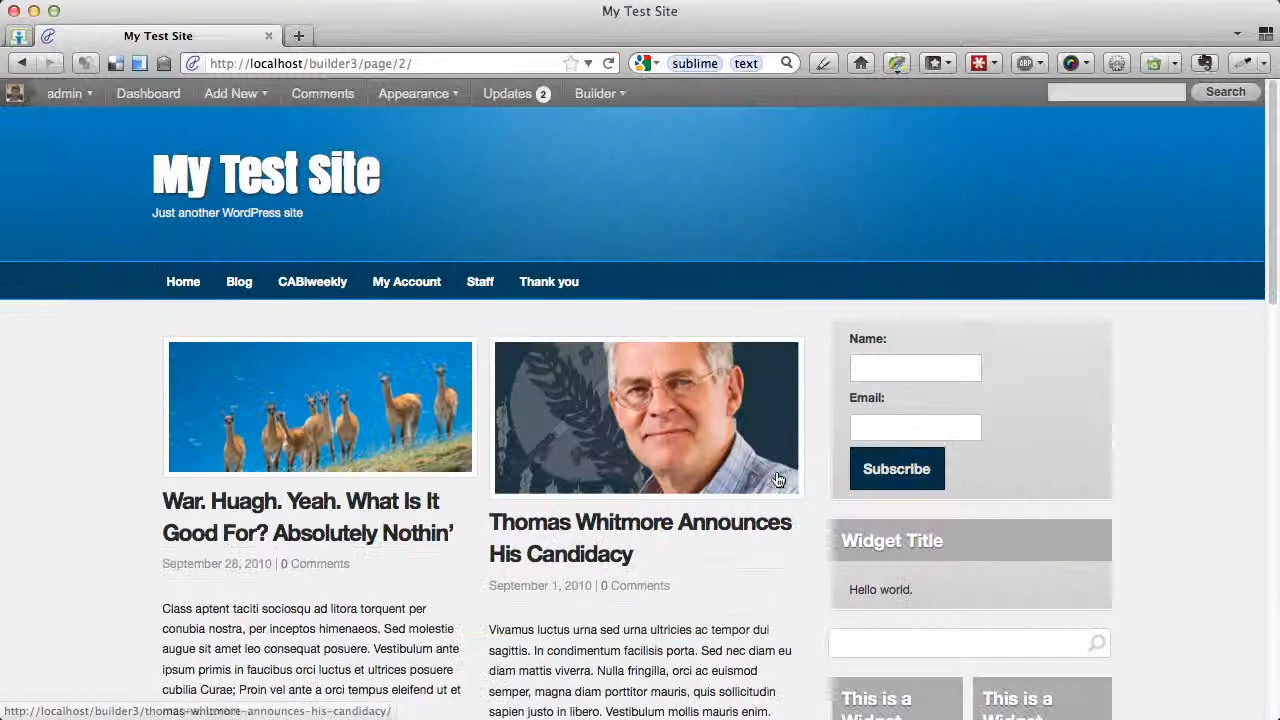 My Test Site
My Test Site
http://localhost/builder3/page/2/
sublime text
ABP
admin Dashboard Add New Comments Appearance Updates 2 Builder Search
My Test Site
Just another WordPress site
Home Blog CABIweekly My Account Staff Thank you
War. Huagh. Yeah. What Is It
Good For? Absolutely Nothin’
September 28, 2010 | 0 Comments
Class aptent taciti sociosqu ad litora torquent per
conubia nostra, per inceptos himenaeos. Sed molestie
augue sit amet leo consequat posuere. Vestibulum ante
ipsum primis in faucibus orci luctus et ultrices posuere
cubilia Curae; Proin vel ante a orci tempus eleifend ut et
Thomas Whitmore Announces
His Candidacy
September 1, 2010 | 0 Comments
Vivamus luctus urna sed urna ultricies ac tempor dui
sagittis. In condimentum facilisis porta. Sed nec diam eu
diam mattis viverra. Nulla fringilla, orci ac euismod
semper, magna diam porttitor mauris, quis sollicitudin
sapien justo in libero. Vestibulum mollis mauris enim.
Name:
Email:
Subscribe
Widget Title
Hello world.
This is a
Widget
This is a
Widget
http://localhost/builder3/thomas-whitmore-announces-his-candidacy/